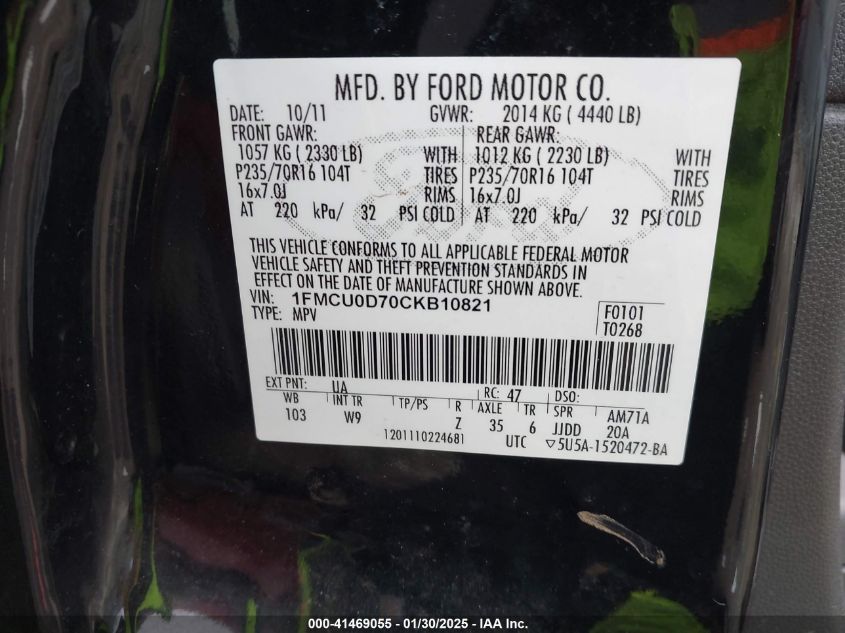 MFD. BY FORD MOTOR CO.
DATE: 10/11 GVWR: 2014 KG ( 4440 LB)
FRONT GAWR: REAR GAWR:
1057 KG ( 2330 LB) WITH 1012 KG ( 2230 LB) WITH
P235/70R16 104T TIRES P235/70R16 104T TIRES
16x7.0J RIMS 16x7.0J RIMS
AT 220 kPa/ 32 PSI COLD AT 220 kPa/ 32 PSI COLD
THIS VEHICLE CONFORMS TO ALL APPLICABLE FEDERAL MOTOR
VEHICLE SAFETY AND THEFT PREVENTION STANDARDS IN
EFFECT ON THE DATE OF MANUFACTURE SHOWN ABOVE.
VIN: 1FMCU0D70CKB10821 F0101
TYPE: MPV T0268
EXT PNT: UA RC: 47 DSO:
WB INT TR TP/PS R AXLE TR SPR AM71A
103 W9 Z 35 6 JJDD 20A
1201110224681 UTC ▽5U5A-1520472-BA
000-41469055 - 01/30/2025 - IAA Inc.